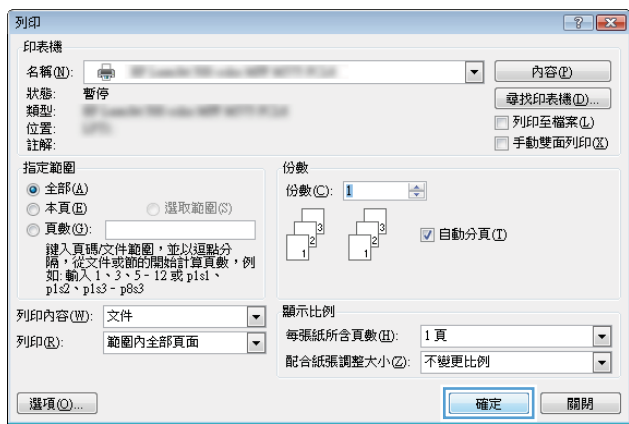 列印
印表機
名稱(N):
內容(P)
狀態: 暫停
尋找印表機(D)...
類型:
位置:
列印至檔案(L)
註解:
手動雙面列印(X)
指定範圍
全部(A)
本頁(E) 選取範圍(S)
頁數(G):
鍵入頁碼/文件範圍，並以逗點分
隔，從文件或節的開始計算頁數，例
如: 輸入 1、3、5 - 12 或 p1s1、
p1s2、p1s3 - p8s3
份數
份數(C): 1
1 2 3 1 2 3
自動分頁(T)
列印內容(W): 文件
列印(R): 範圍內全部頁面
顯示比例
每張紙所含頁數(H): 1 頁
配合紙張調整大小(Z): 不變更比例
選項(O)...
確定
關閉